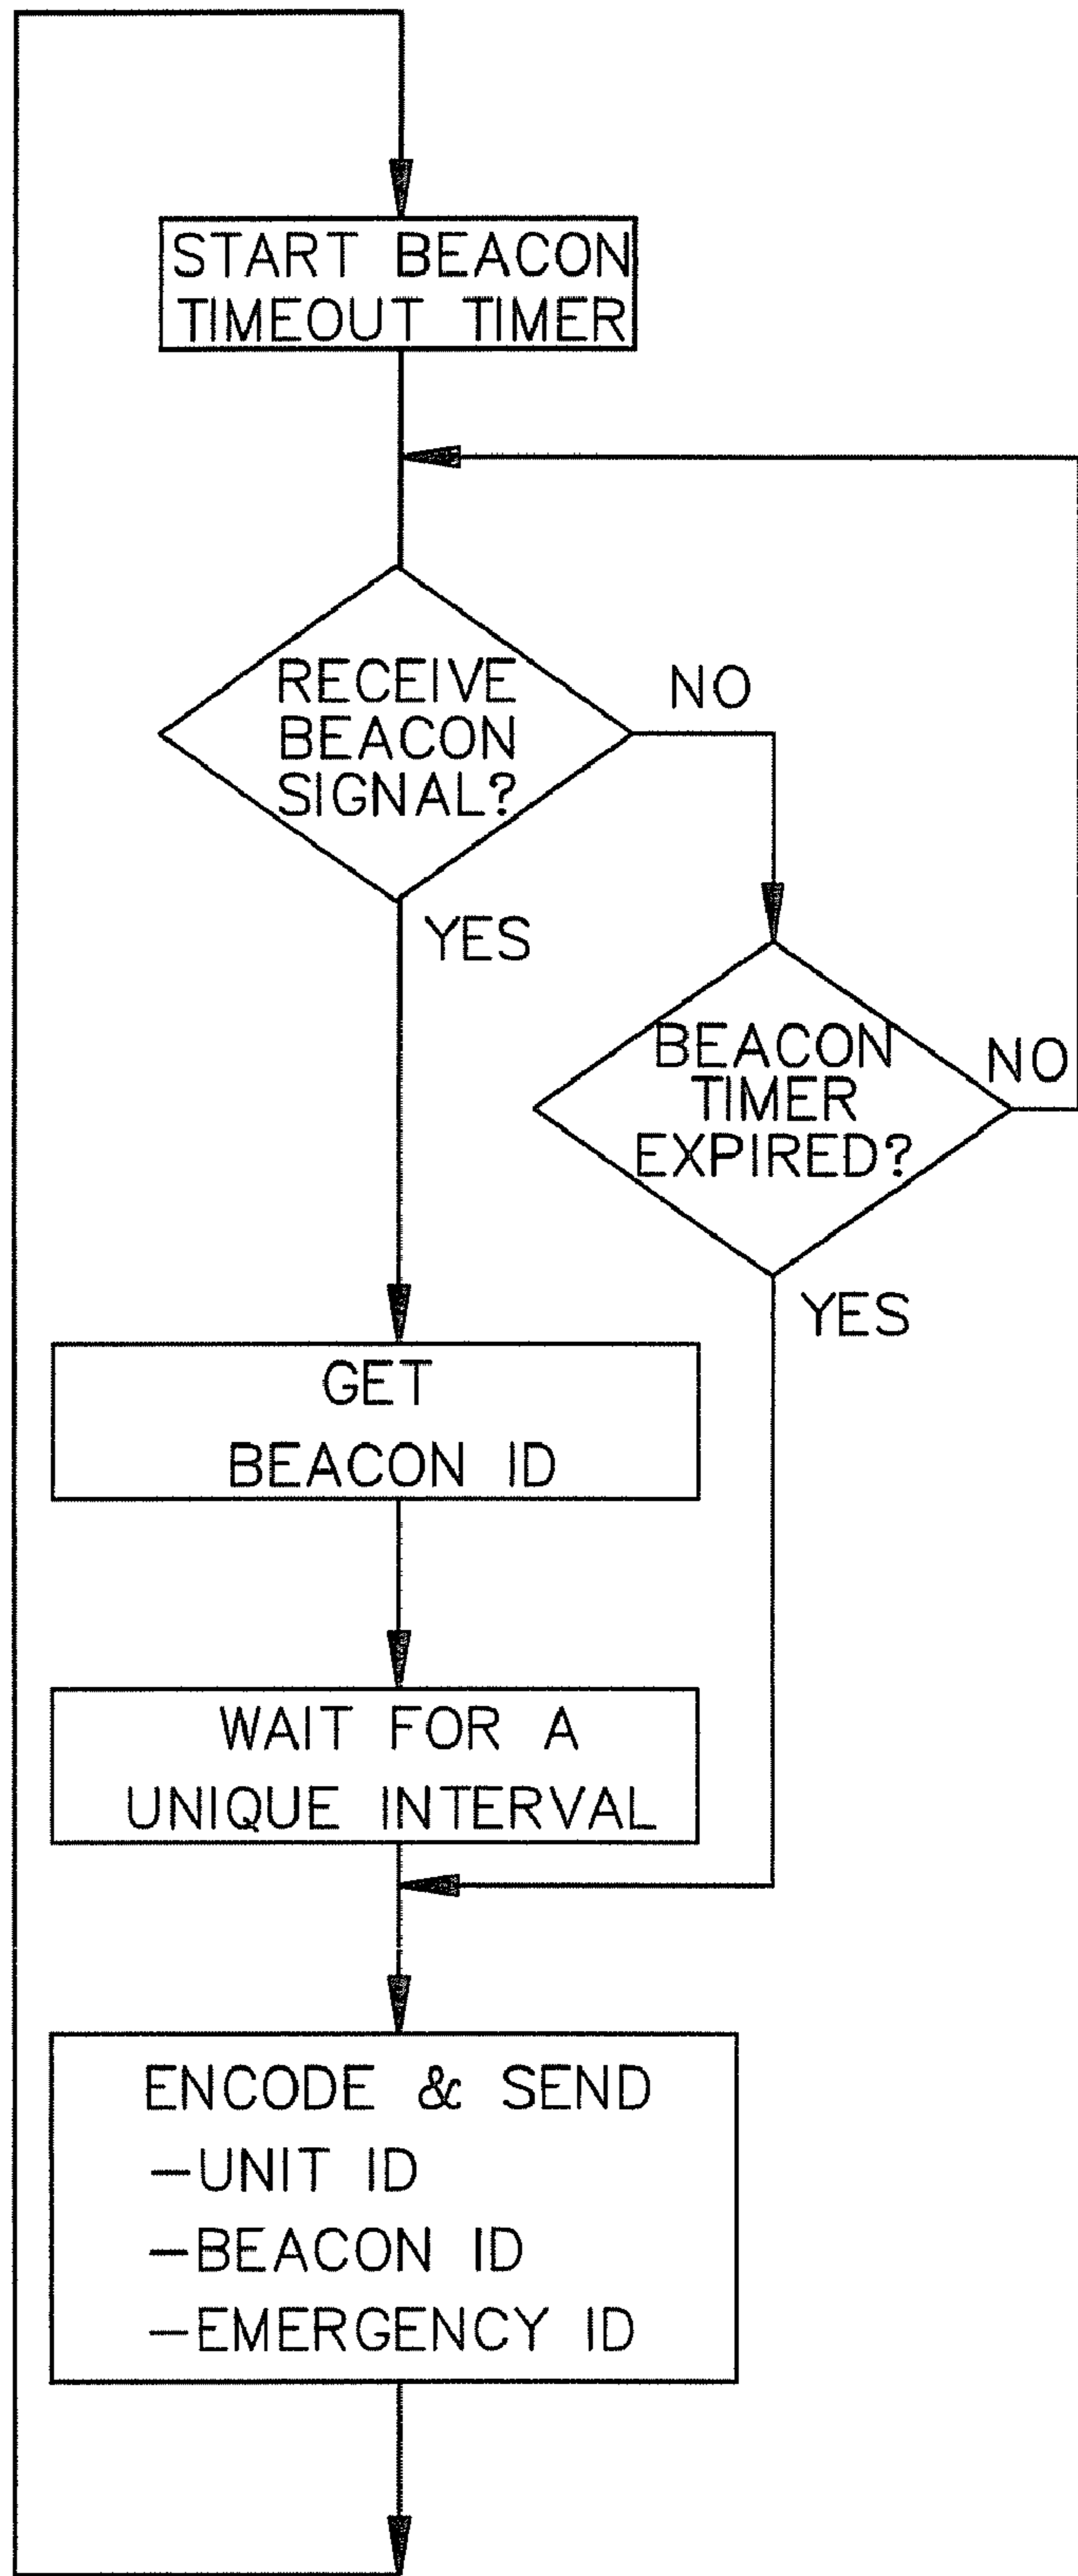 START BEACON
TIMEOUT TIMER
RECEIVE
BEACON
SIGNAL?
NO
YES
BEACON
TIMER
EXPIRED?
NO
YES
GET
BEACON ID
WAIT FOR A
UNIQUE INTERVAL
ENCODE & SEND
-UNIT ID
-BEACON ID
-EMERGENCY ID